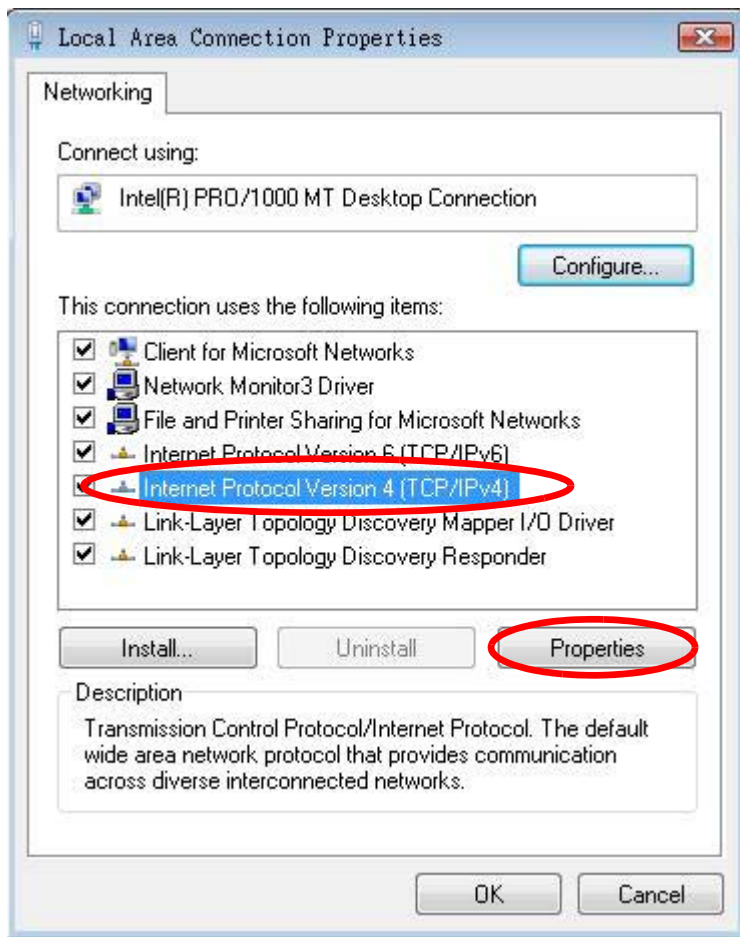 Local Area Connection Properties
Networking
Connect using:
Intel(R) PRO/1000 MT Desktop Connection
Configure...
This connection uses the following items:
Client for Microsoft Networks
Network Monitor3 Driver
File and Printer Sharing for Microsoft Networks
Internet Protocol Version 6 (TCP/IPv6)
Internet Protocol Version 4 (TCP/IPv4)
Link-Layer Topology Discovery Mapper I/O Driver
Link-Layer Topology Discovery Responder
Install...
Uninstall
Properties
Description
Transmission Control Protocol/Internet Protocol. The default
wide area network protocol that provides communication
across diverse interconnected networks.
OK
Cancel